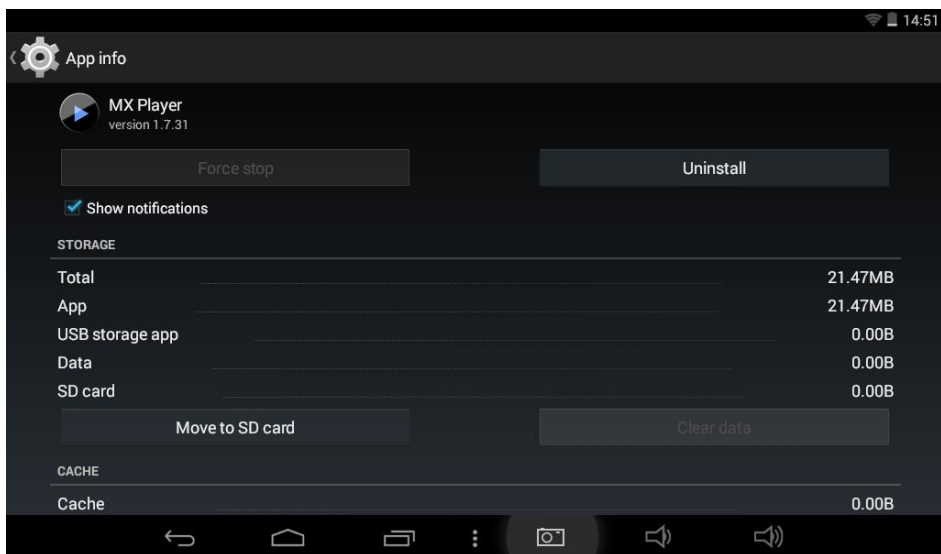 14:51
App info
MX Player
version 1.7.31
Force stop Uninstall
Show notifications
STORAGE
Total 21.47MB
App 21.47MB
USB storage app 0.00B
Data 0.00B
SD card 0.00B
Move to SD card Clear data
CACHE
Cache 0.00B